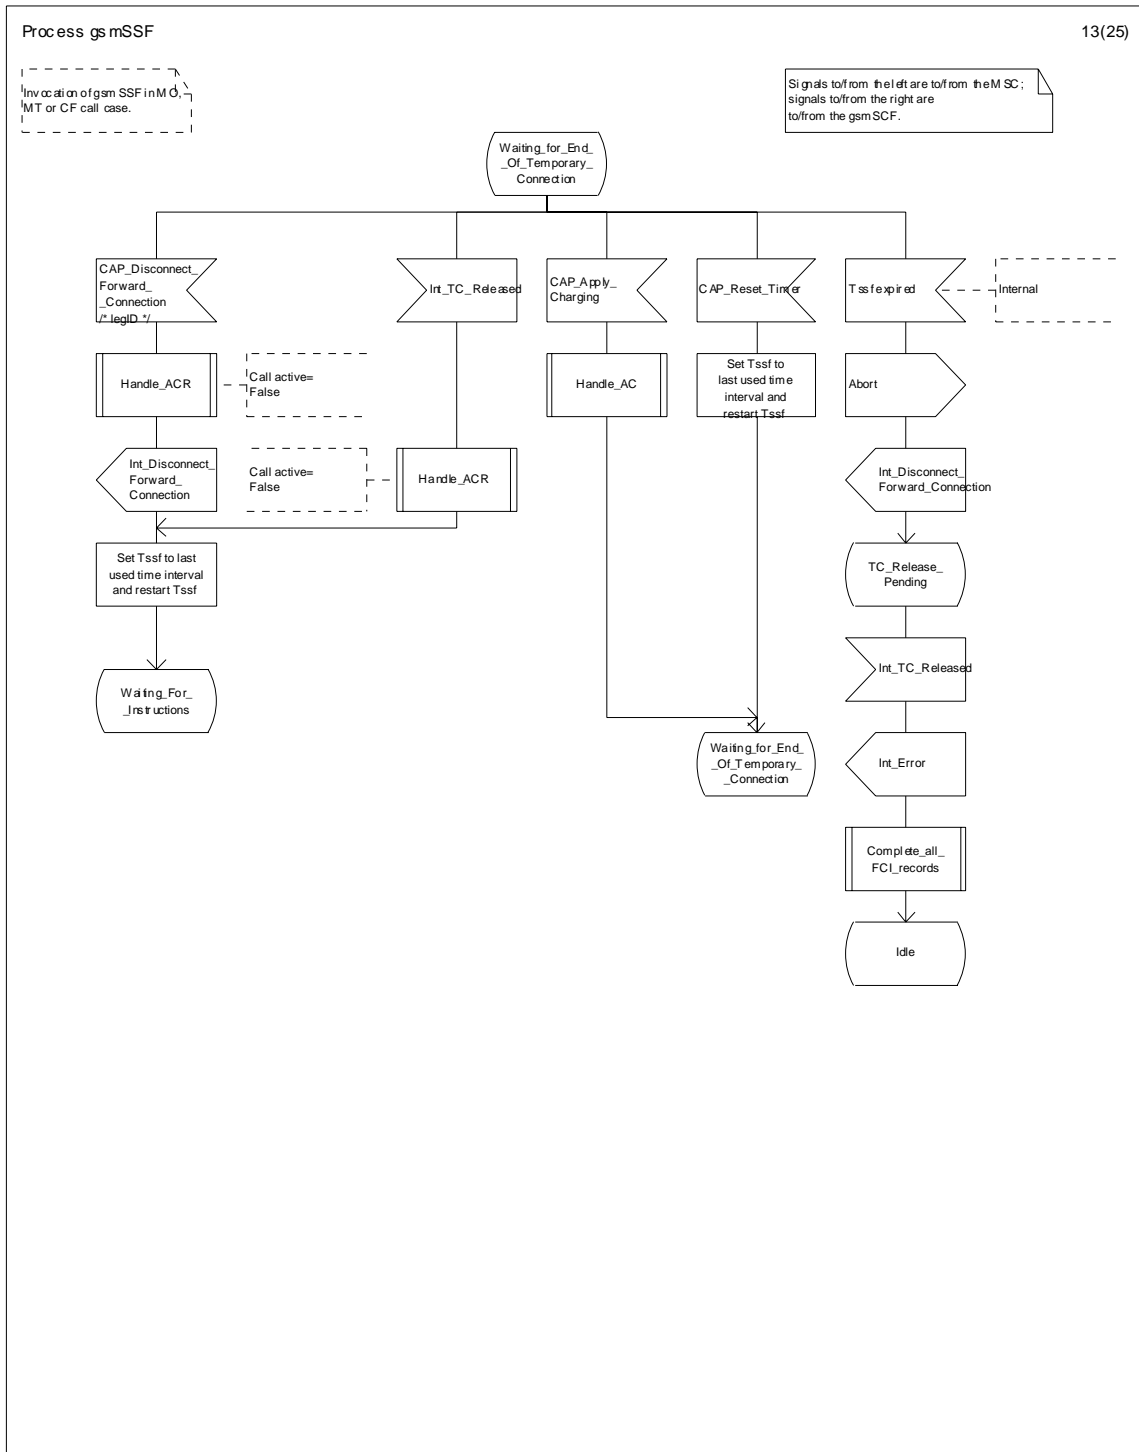 Process gsmSSF
13(25)
Invocation of gsmSSF in MO,
MT or CF call case.
Signals to/from the left are to/from the MSC;
signals to/from the right are
to/from the gsmSCF.
Waiting_for_End_
_Of_Temporary_
_Connection
CAP_Disconnect_
Forward_
_Connection
/* legID */
Int_TC_Released
CAP_Apply_
Charging
CAP_Reset_Timer
Tssf expired
Internal
Handle_ACR
Call active=
False
Handle_AC
Set Tssf to
last used time
interval and
restart Tssf
Abort
Int_Disconnect_
Forward_
Connection
Call active=
False
Handle_ACR
Int_Disconnect_
Forward_Connection
Set Tssf to last
used time interval
and restart Tssf
TC_Release_
Pending
Int_TC_Released
Waiting_For_
_Instructions
Waiting_for_End_
_Of_Temporary_
_Connection
Int_Error
Complete_all_
FCI_records
Idle